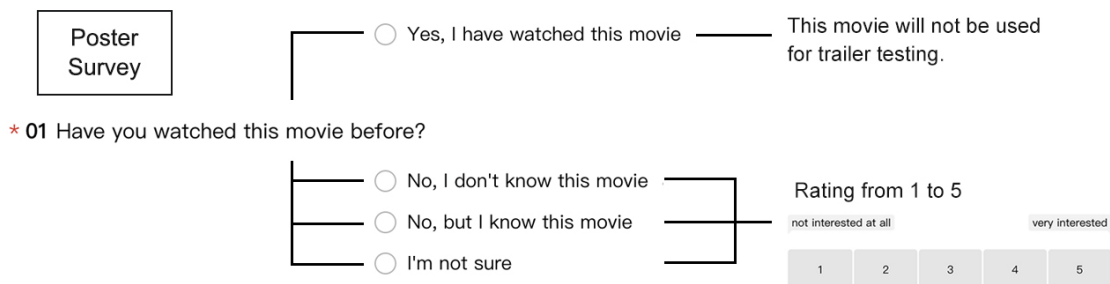 Poster
Survey
Yes, I have watched this movie
This movie will not be used
for trailer testing.
* 01 Have you watched this movie before?
No, I don't know this movie
No, but I know this movie
I'm not sure
Rating from 1 to 5
not interested at all
very interested
1 2 3 4 5